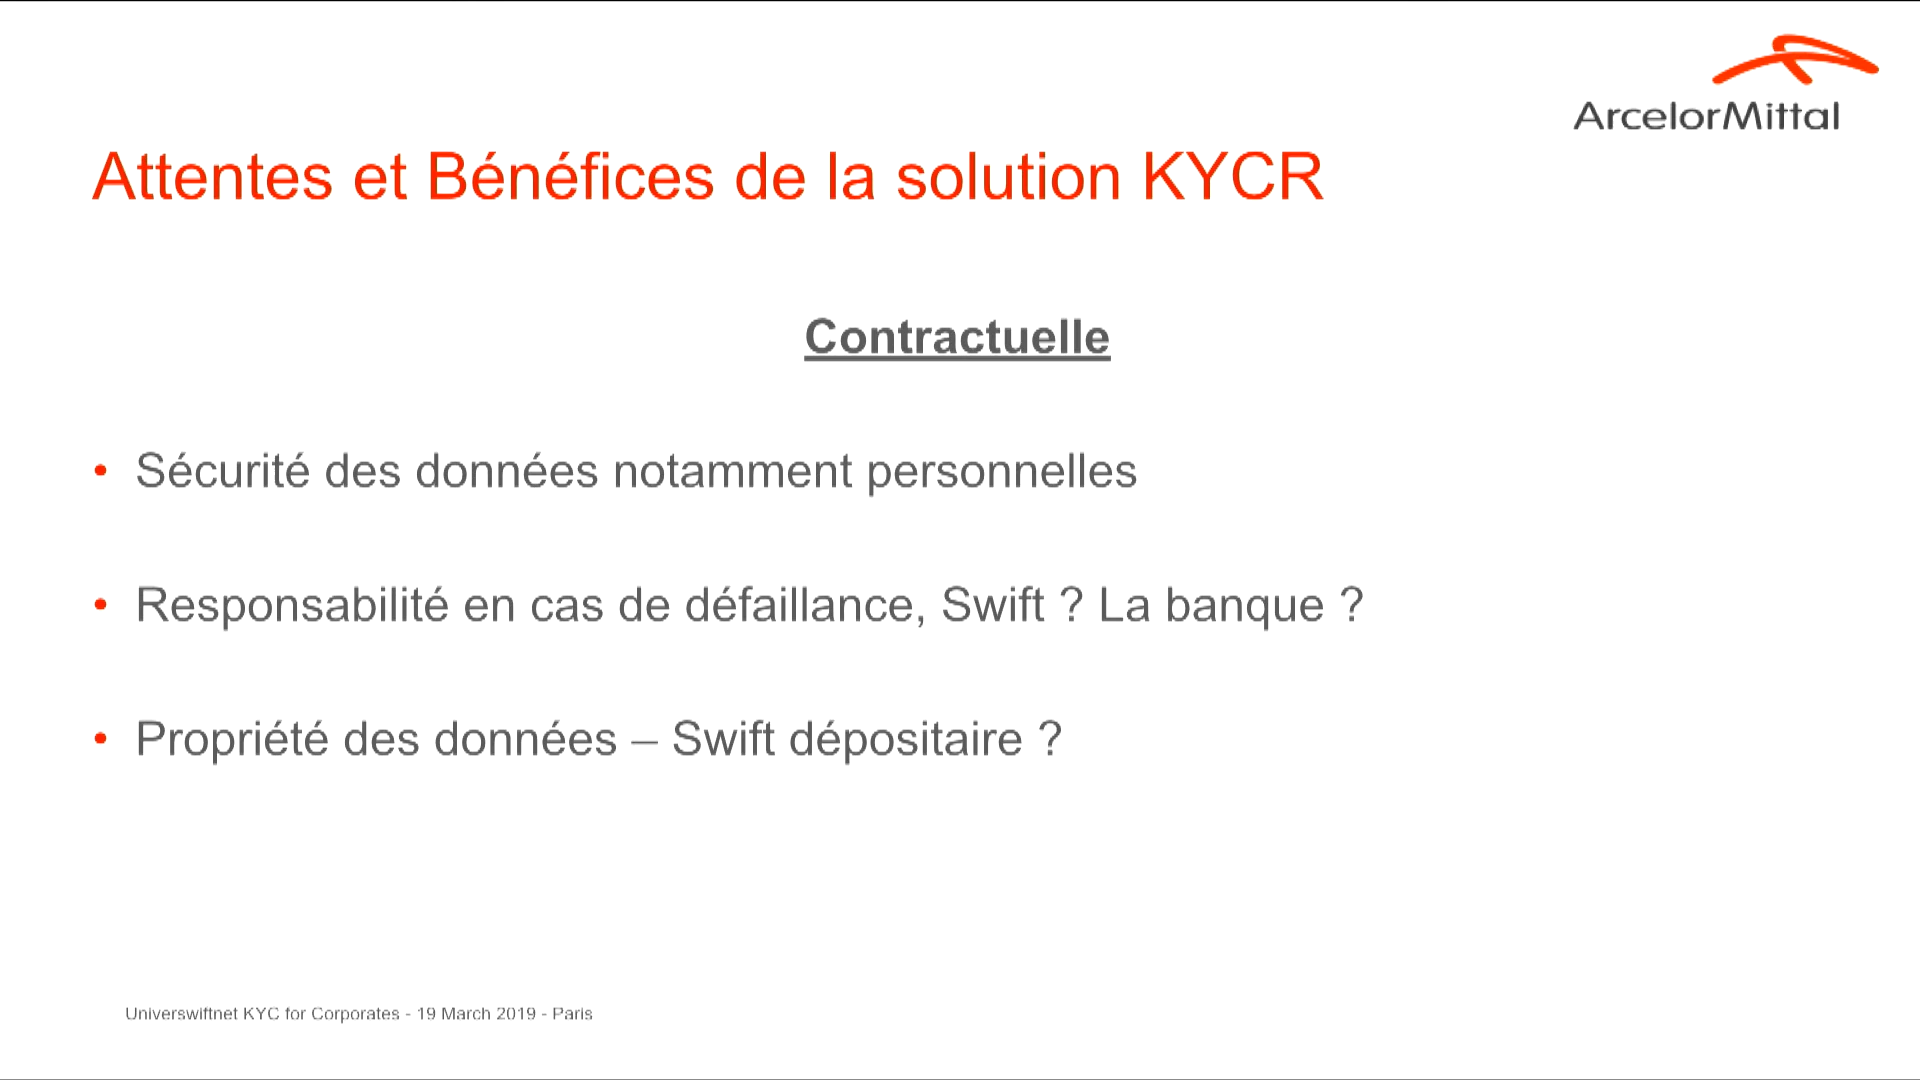 ArcelorMittal
Attentes et Bénéfices de la solution KYCR
Contractuelle
• Sécurité des données notamment personnelles
• Responsabilité en cas de défaillance, Swift ? La banque ?
• Propriété des données – Swift dépositaire ?
Universwiftnet KYC for Corporates - 19 March 2019 - Paris